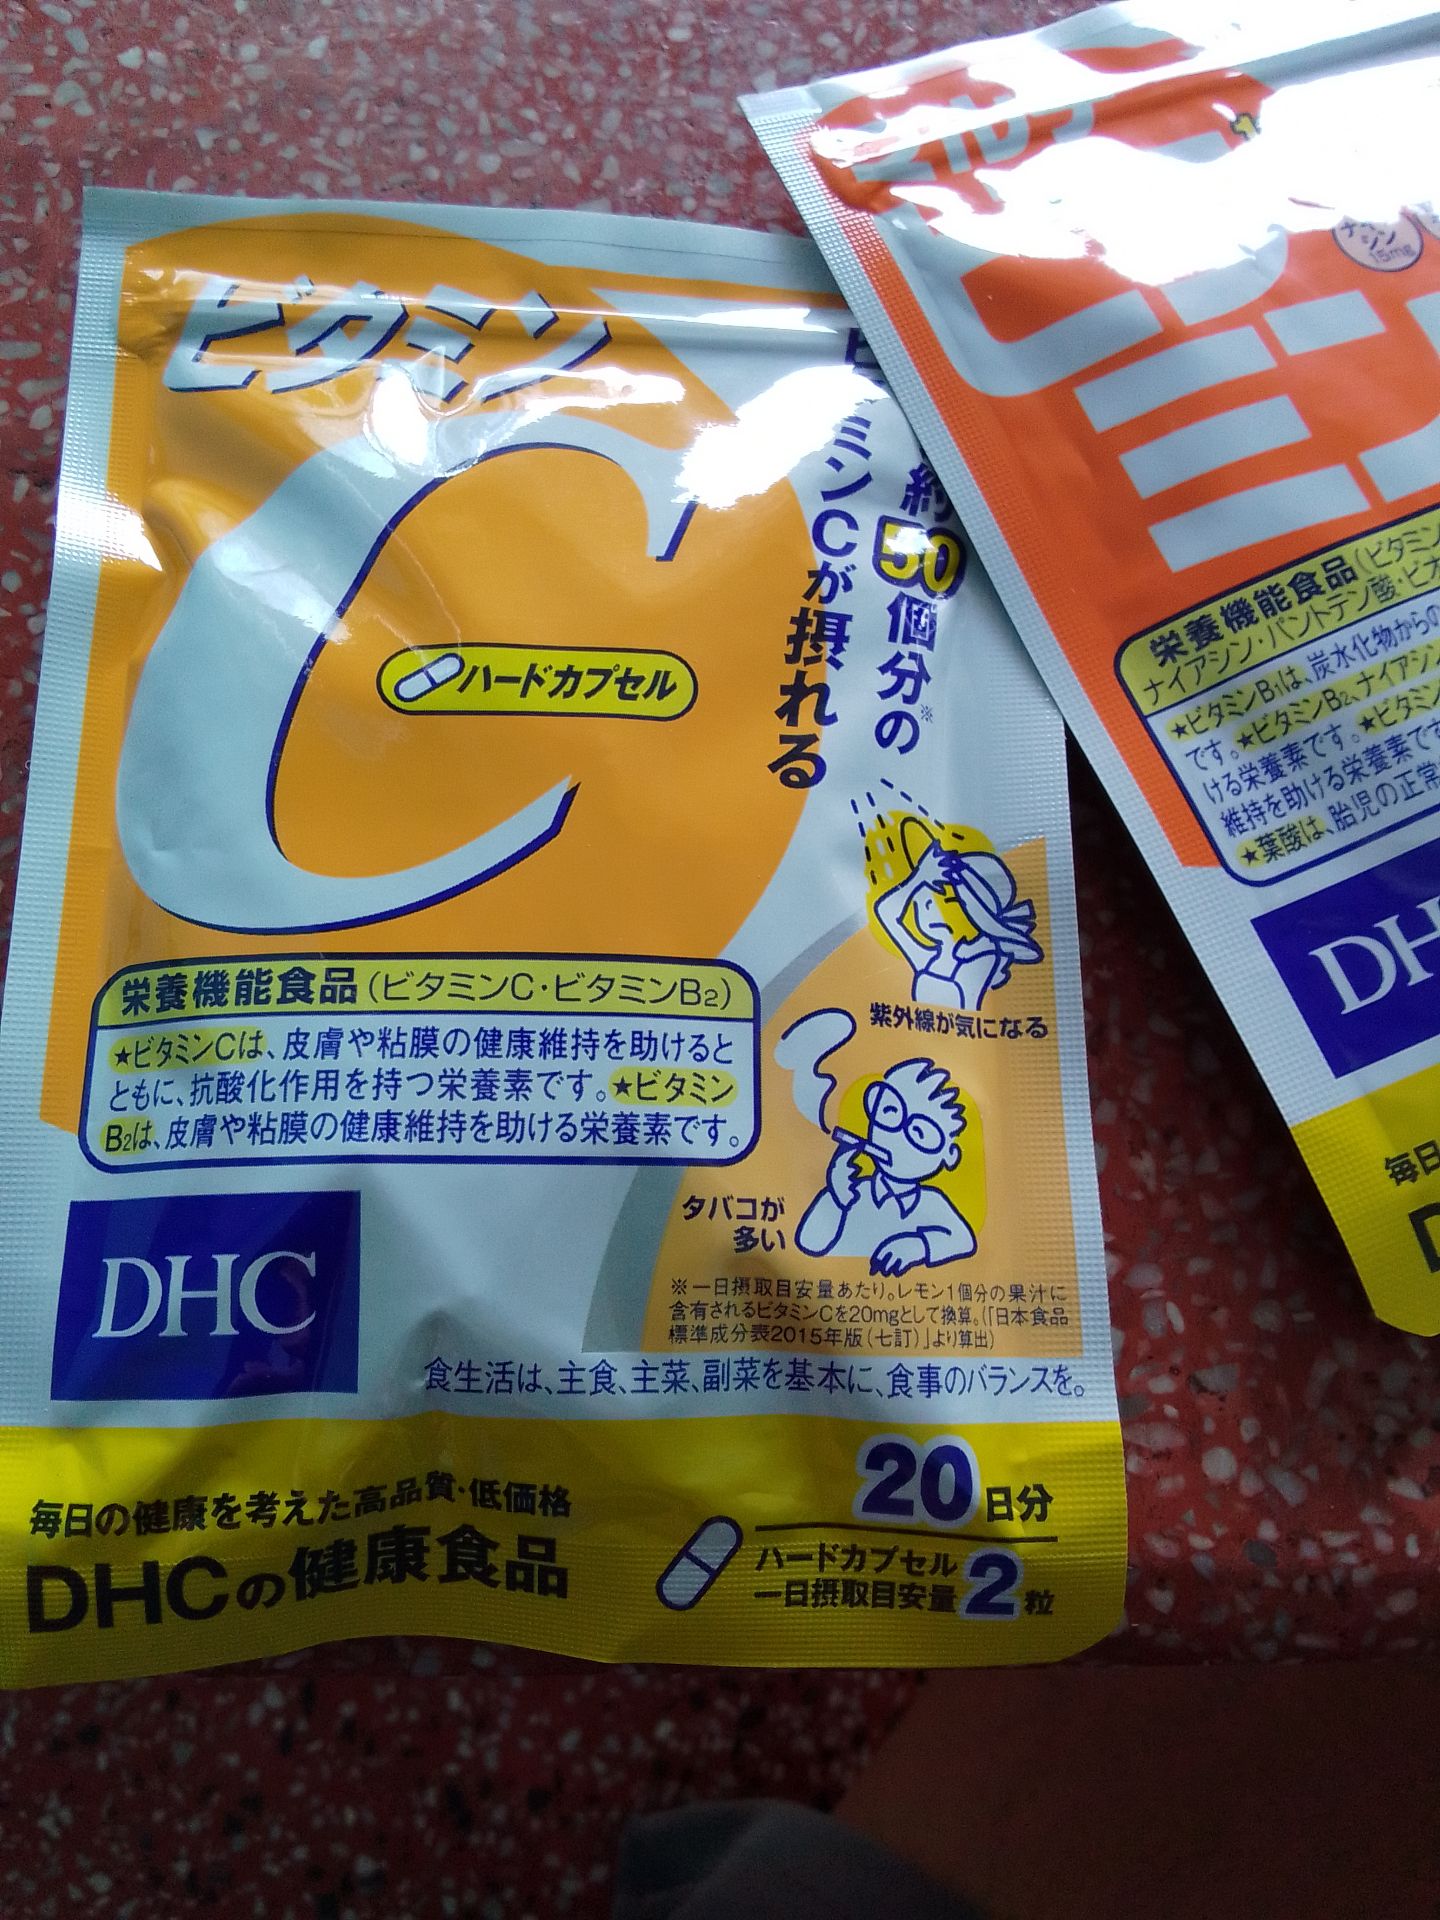 ビタミン
C
ハードカプセル
約50個分の※
ミンCが摂れる
紫外線が気になる
タバコが
多い
栄養機能食品(ビタミンC・ビタミンB2)
★ビタミンCは、皮膚や粘膜の健康維持を助けると
ともに、抗酸化作用を持つ栄養素です。★ビタミン
B2は、皮膚や粘膜の健康維持を助ける栄養素です。
DHC
※一日摂取目安量あたり。レモン1個分の果汁に
含有されるビタミンCを20mgとして換算。(「日本食品
標準成分表2015年版(七訂)」より算出)
食生活は、主食、主菜、副菜を基本に、食事のバランスを。
毎日の健康を考えた高品質・低価格
DHCの健康食品
20日分
ハードカプセル
一日摂取目安量 2粒
マルチ
ビ
ミン
15mg
栄養機能食品(ビタミン
ナイアシン・パントテン酸・ビオ
★ビタミンB1は、炭水化物からの
です。★ビタミンB2、ナイアシン
ける栄養素です。★ビタミン
維持を助ける栄養素です
★葉酸は、胎児の正常
DH
毎日
D